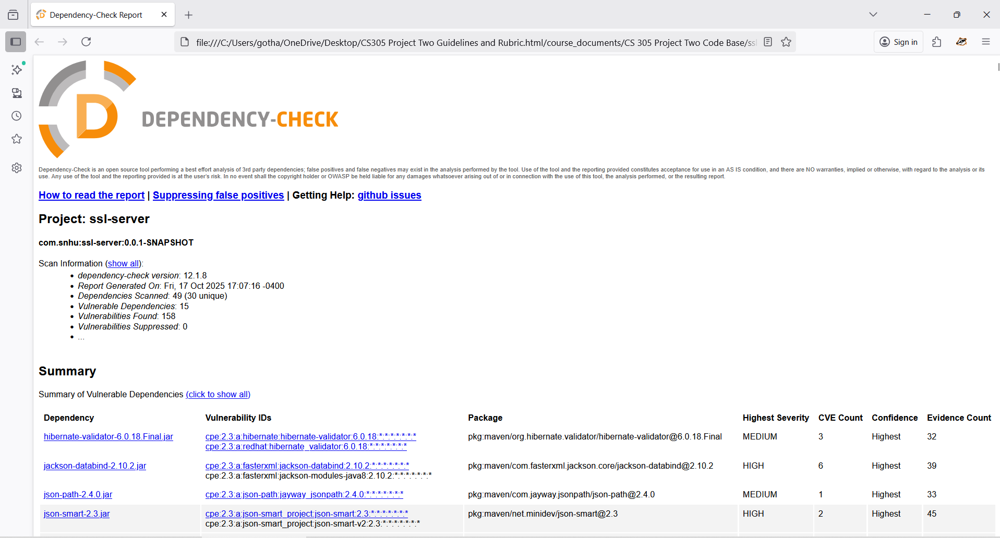 Dependency-Check Report
file:///C:/Users/gotha/OneDrive/Desktop/CS305 Project Two Guidelines and Rubric.html/course_documents/CS 305 Project Two Code Base/ssl
Sign in
D
DEPENDENCY-CHECK
Dependency-Check is an open source tool performing a best effort analysis of 3rd party dependencies; false positives and false negatives may exist in the analysis performed by the tool. Use of the tool and the reporting provided constitutes acceptance for use in an AS IS condition, and there are NO warranties, implied or otherwise, with regard to the analysis or its
use. Any use of the tool and the reporting provided is at the user's risk. In no event shall the copyright holder or OWASP be held liable for any damages whatsoever arising out of or in connection with the use of this tool, the analysis performed, or the resulting report.
How to read the report | Suppressing false positives | Getting Help: github issues
Project: ssl-server
com.snhu:ssl-server:0.0.1-SNAPSHOT
Scan Information (show all):
• dependency-check version: 12.1.8
• Report Generated On: Fri, 17 Oct 2025 17:07:16 -0400
• Dependencies Scanned: 49 (30 unique)
• Vulnerable Dependencies: 15
• Vulnerabilities Found: 158
• Vulnerabilities Suppressed: 0
• ...
Summary
Summary of Vulnerable Dependencies (click to show all)
Dependency Vulnerability IDs Package Highest Severity CVE Count Confidence Evidence Count
hibernate-validator-6.0.18.Final.jar cpe:2.3:a:hibernate:hibernate-validator:6.0.18:*:*:*:*:*:*:* pkg:maven/org.hibernate.validator/hibernate-validator@6.0.18.Final MEDIUM 3 Highest 32
cpe:2.3:a:redhat:hibernate_validator:6.0.18:*:*:*:*:*:*:*
jackson-databind-2.10.2.jar cpe:2.3:a:fasterxml:jackson-databind:2.10.2:*:*:*:*:*:*:* pkg:maven/com.fasterxml.jackson.core/jackson-databind@2.10.2 HIGH 6 Highest 39
cpe:2.3:a:fasterxml:jackson-modules-java8:2.10.2:*:*:*:*:*:*:*
json-path-2.4.0.jar cpe:2.3:a:json-path:jayway_jsonpath:2.4.0:*:*:*:*:*:*:* pkg:maven/com.jayway.jsonpath/json-path@2.4.0 MEDIUM 1 Highest 33
json-smart-2.3.jar cpe:2.3:a:json-smart_project:json-smart:2.3:*:*:*:*:*:*:* pkg:maven/net.minidev/json-smart@2.3 HIGH 2 Highest 45
cpe:2.3:a:json-smart_project:json-smart-v2:2.3:*:*:*:*:*:*:*